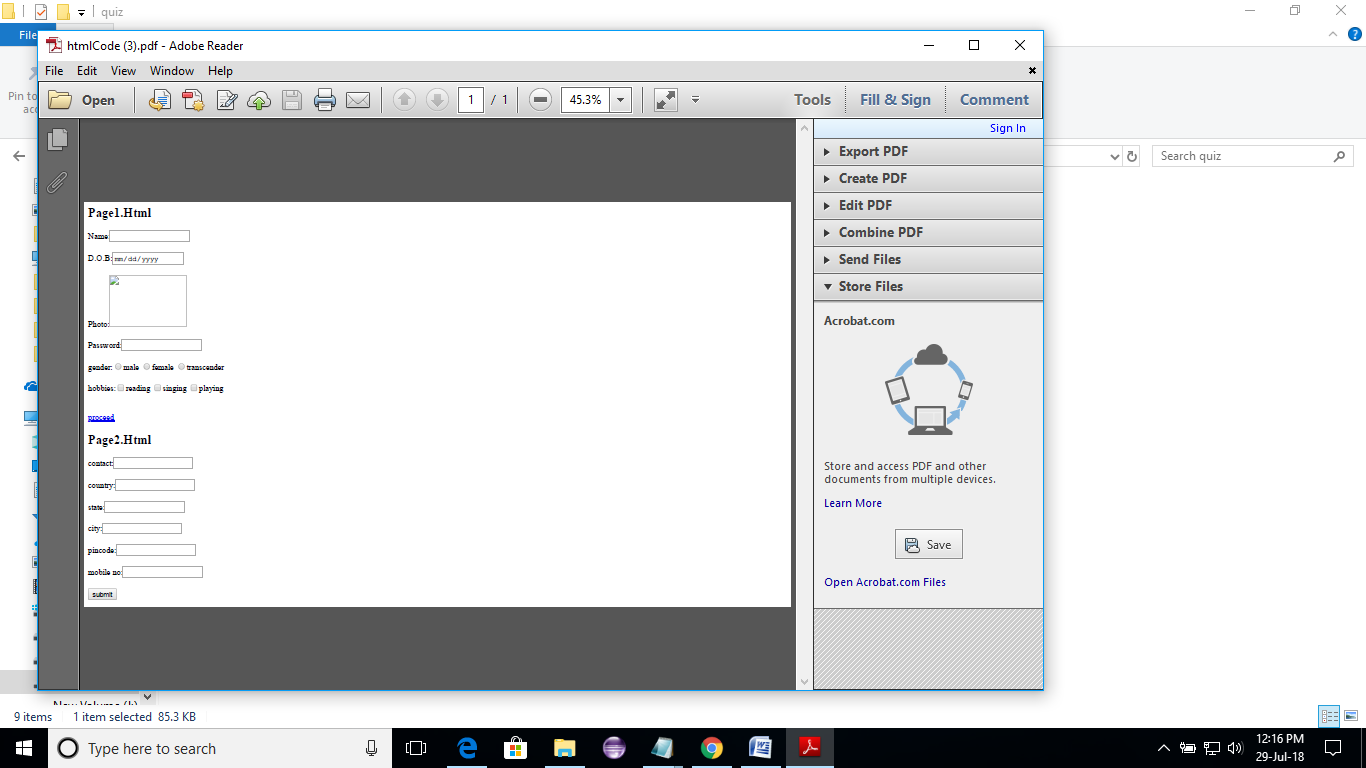 quiz
File
htmlCode (3).pdf - Adobe Reader
File Edit View Window Help
Open 1 / 1 45.3% Tools Fill & Sign Comment
Pin to
Sign In
Search quiz
Export PDF
Create PDF
Edit PDF
Combine PDF
Send Files
Store Files
Acrobat.com
Store and access PDF and other
documents from multiple devices.
Learn More
Save
Open Acrobat.com Files
Page1.Html
Name:
D.O.B: mm/dd/yyyy
Photo:
Password:
gender: male female transcender
hobbies: reading singing playing
proceed
Page2.Html
contact:
country:
state:
city:
pincode:
mobile no:
submit
9 items 1 item selected 85.3 KB
Type here to search
12:16 PM
29-Jul-18